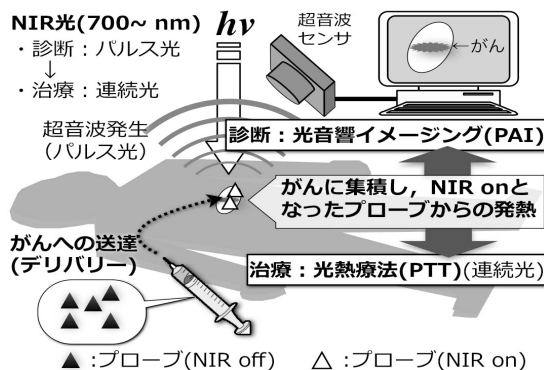 NIR光(700~ nm)
・診断：パルス光
↓
・治療：連続光
hν
超音波
センサ
←がん
超音波発生
(パルス光)
診断：光音響イメージング(PAI)
がんに集積し，NIR onと
なったプローブからの発熱
がんへの送達
(デリバリー)
治療：光熱療法(PTT)(連続光)
▲ :プローブ(NIR off) △ :プローブ(NIR on)